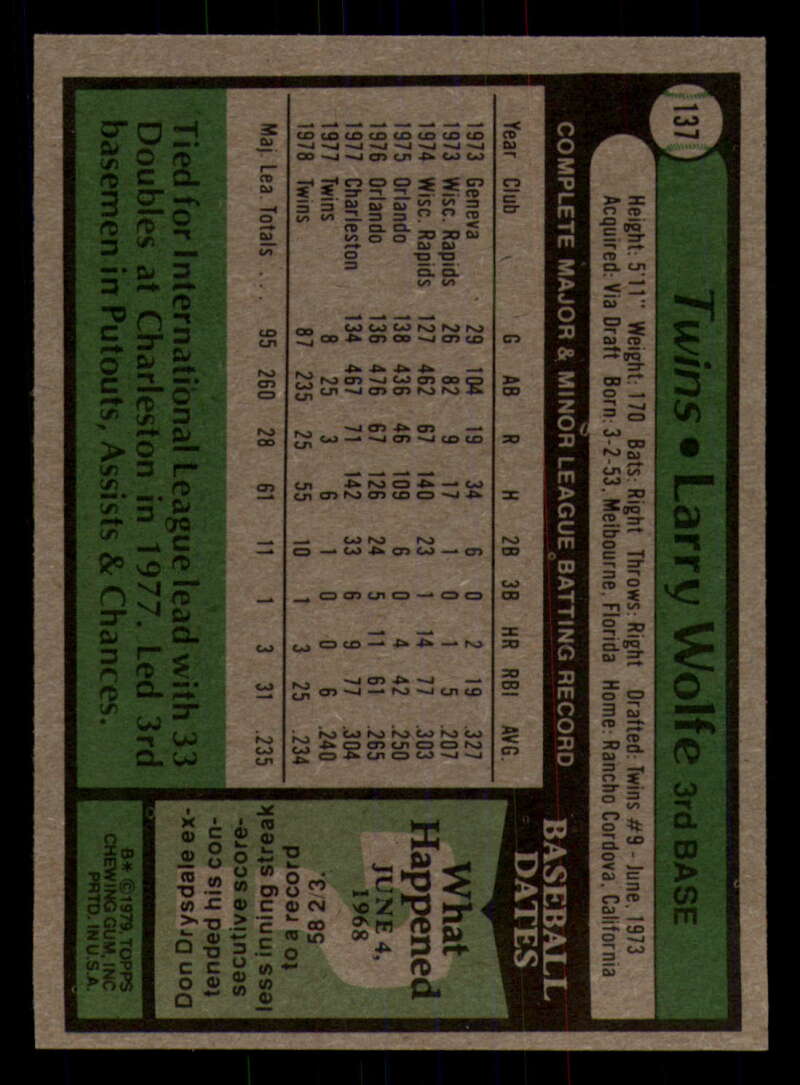 137
Twins • Larry Wolfe 3rd BASE
Height: 5'11" Weight: 170 Bats: Right Throws: Right Drafted: Twins #9 - June, 1973
Acquired: Via Draft Born: 3-2-53, Melbourne, Florida Home: Rancho Cordova, California
COMPLETE MAJOR & MINOR LEAGUE BATTING RECORD
Year Club G AB R H 2B 3B HR RBI AVG.
1973 Geneva 29 104 19 34 6 0 2 19 .327
1973 Wisc. Rapids 26 82 9 17 1 0 1 5 .207
1974 Wisc. Rapids 127 462 67 140 23 1 14 77 .303
1975 Orlando 138 436 46 109 6 0 4 42 .250
1976 Orlando 136 476 67 126 24 5 11 61 .265
1977 Charleston 134 467 71 142 33 6 9 77 .304
1977 Twins 8 25 3 6 1 0 0 6 .240
1978 Twins 87 235 25 55 10 1 3 25 .234
Maj. Lea Totals . . . 95 260 28 61 11 1 3 31 .235
Tied for International League lead with 33
Doubles at Charleston in 1977. Led 3rd
basemen in Putouts, Assists & Chances.
BASEBALL
DATES
What
Happened
JUNE 4,
1968
Don Drysdale ex-
tended his con-
secutive score-
less inning streak
to a record
58 2/3.
B* ©1979, TOPPS
CHEWING GUM, INC
PRTD. IN U.S.A.